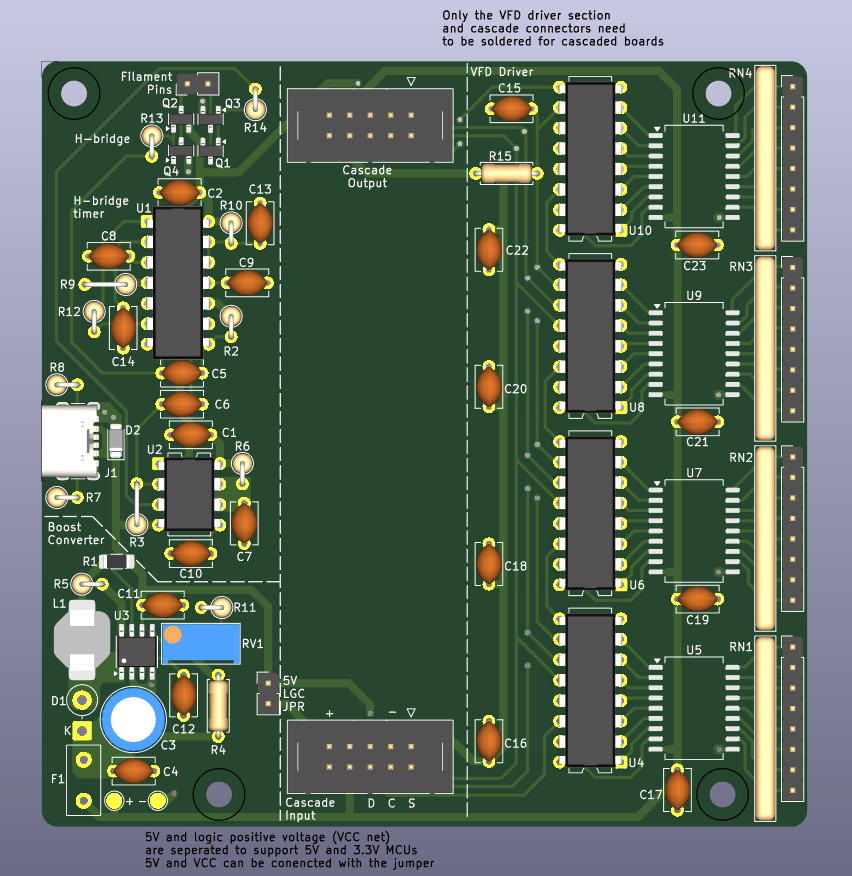 Only the VFD driver section
and cascade connectors need
to be soldered for cascaded boards
Filament
Pins
VFD Driver
RN4
Q2
Q3
C15
R13
R14
U11
H-bridge
Q4
Q1
Cascade
Output
R15
H-bridge
timer
C2
U1
R10
C13
C8
U10
C22
C23
R9
C9
RN3
U9
R12
R2
C14
R8
C5
C20
C6
U8
C21
D2
C1
U2
R6
RN2
J1
U7
R7
Boost
Converter
R3
C7
R1
C10
C18
R5
U6
C11
R11
C19
L1
U3
RV1
RN1
U5
5V
LGC
JPR
D1
K
C12
R4
+ -
C3
C16
C4
U4
F1
+ -
Cascade
Input
D C S
C17
5V and logic positive voltage (VCC net)
are seperated to support 5V and 3.3V MCUs
5V and VCC can be conencted with the jumper